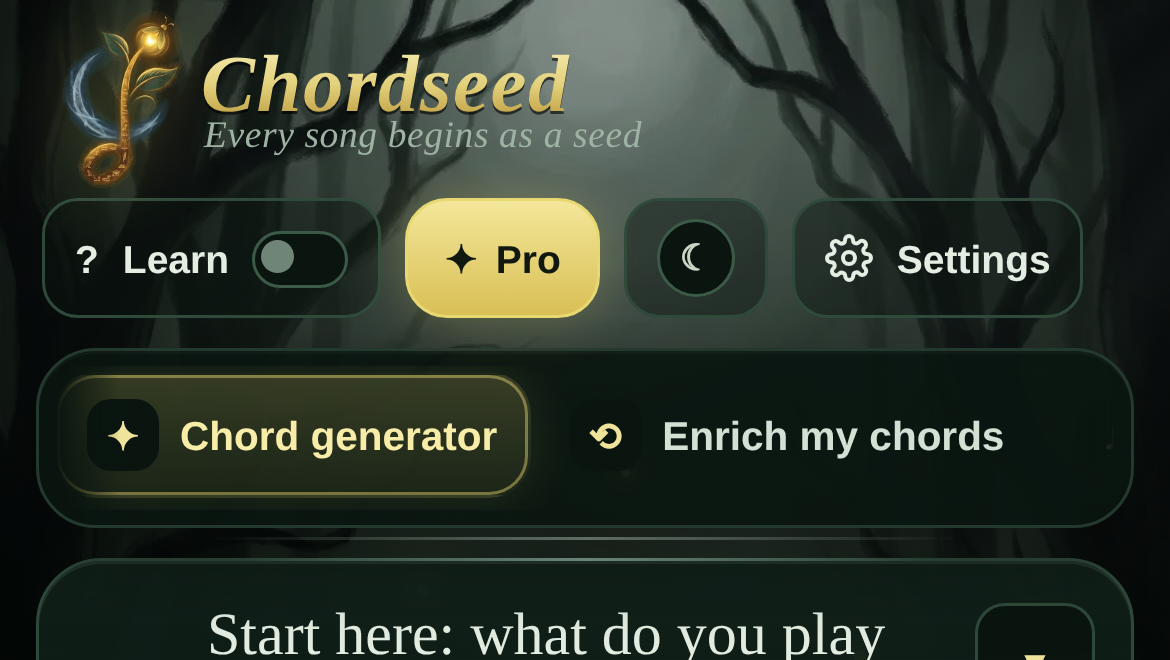 Chordseed
Every song begins as a seed
? Learn
Pro
Settings
Chord generator
Enrich my chords
Start here: what do you play